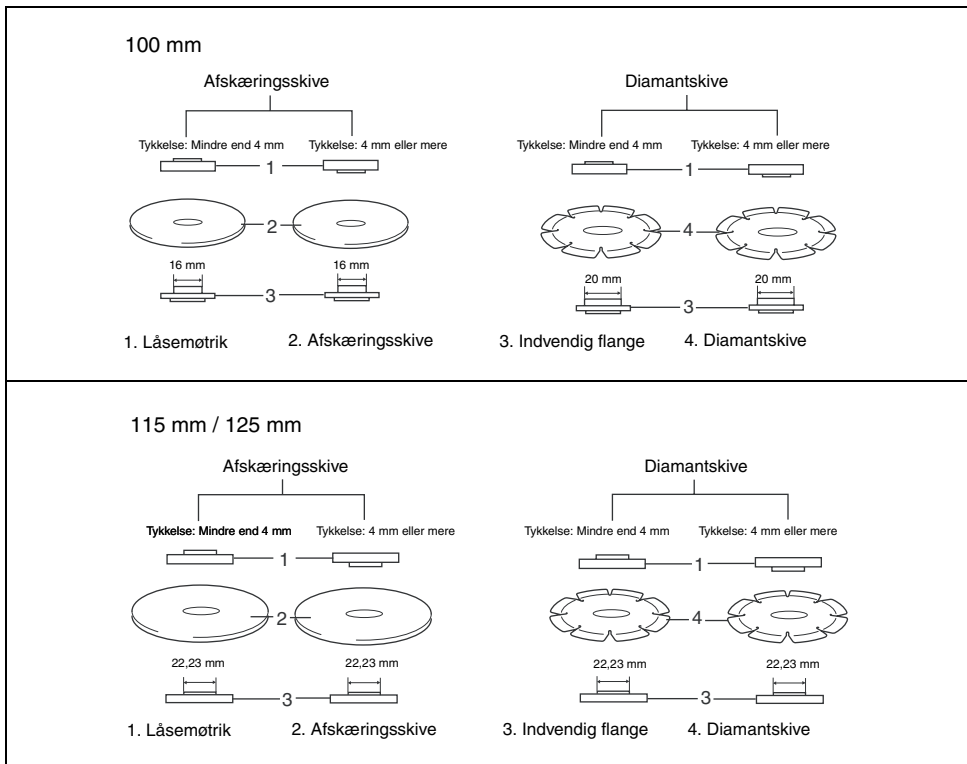 100 mm
Afskæringsskive
Diamantskive
Tykkelse: Mindre end 4 mm
Tykkelse: 4 mm eller mere
Tykkelse: Mindre end 4 mm
Tykkelse: 4 mm eller mere
1
1
2
4
16 mm
16 mm
20 mm
20 mm
3
3
1. Låsemøtrik
2. Afskæringsskive
3. Indvendig flange
4. Diamantskive
115 mm / 125 mm
Afskæringsskive
Diamantskive
Tykkelse: Mindre end 4 mm
Tykkelse: 4 mm eller mere
Tykkelse: Mindre end 4 mm
Tykkelse: 4 mm eller mere
1
1
2
4
22,23 mm
22,23 mm
22,23 mm
22,23 mm
3
3
1. Låsemøtrik
2. Afskæringsskive
3. Indvendig flange
4. Diamantskive